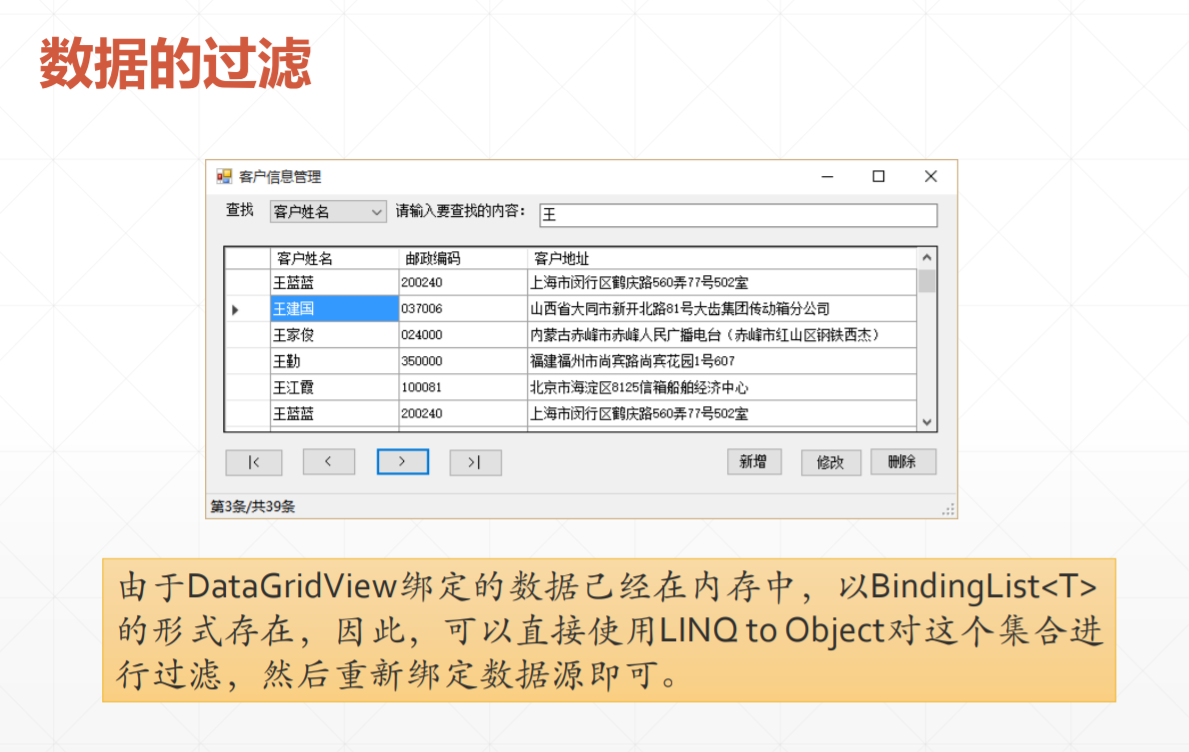 数据的过滤
客户信息管理
查找 客户姓名 请输入要查找的内容： 王
客户姓名 邮政编码 客户地址
王蓝蓝 200240 上海市闵行区鹤庆路560弄77号502室
王建国 037006 山西省大同市新开北路81号大齿集团传动箱分公司
王家俊 024000 内蒙古赤峰市赤峰人民广播电台（赤峰市红山区钢铁西杰）
王勤 350000 福建福州市尚宾路尚宾花园1号607
王江霞 100081 北京市海淀区8125信箱船舶经济中心
王蓝蓝 200240 上海市闵行区鹤庆路560弄77号502室
|< < > >| 新增 修改 删除
第3条/共39条
由于DataGridView绑定的数据已经在内存中，以BindingList<T>
的形式存在，因此，可以直接使用LINQ to Object对这个集合进
行过滤，然后重新绑定数据源即可。